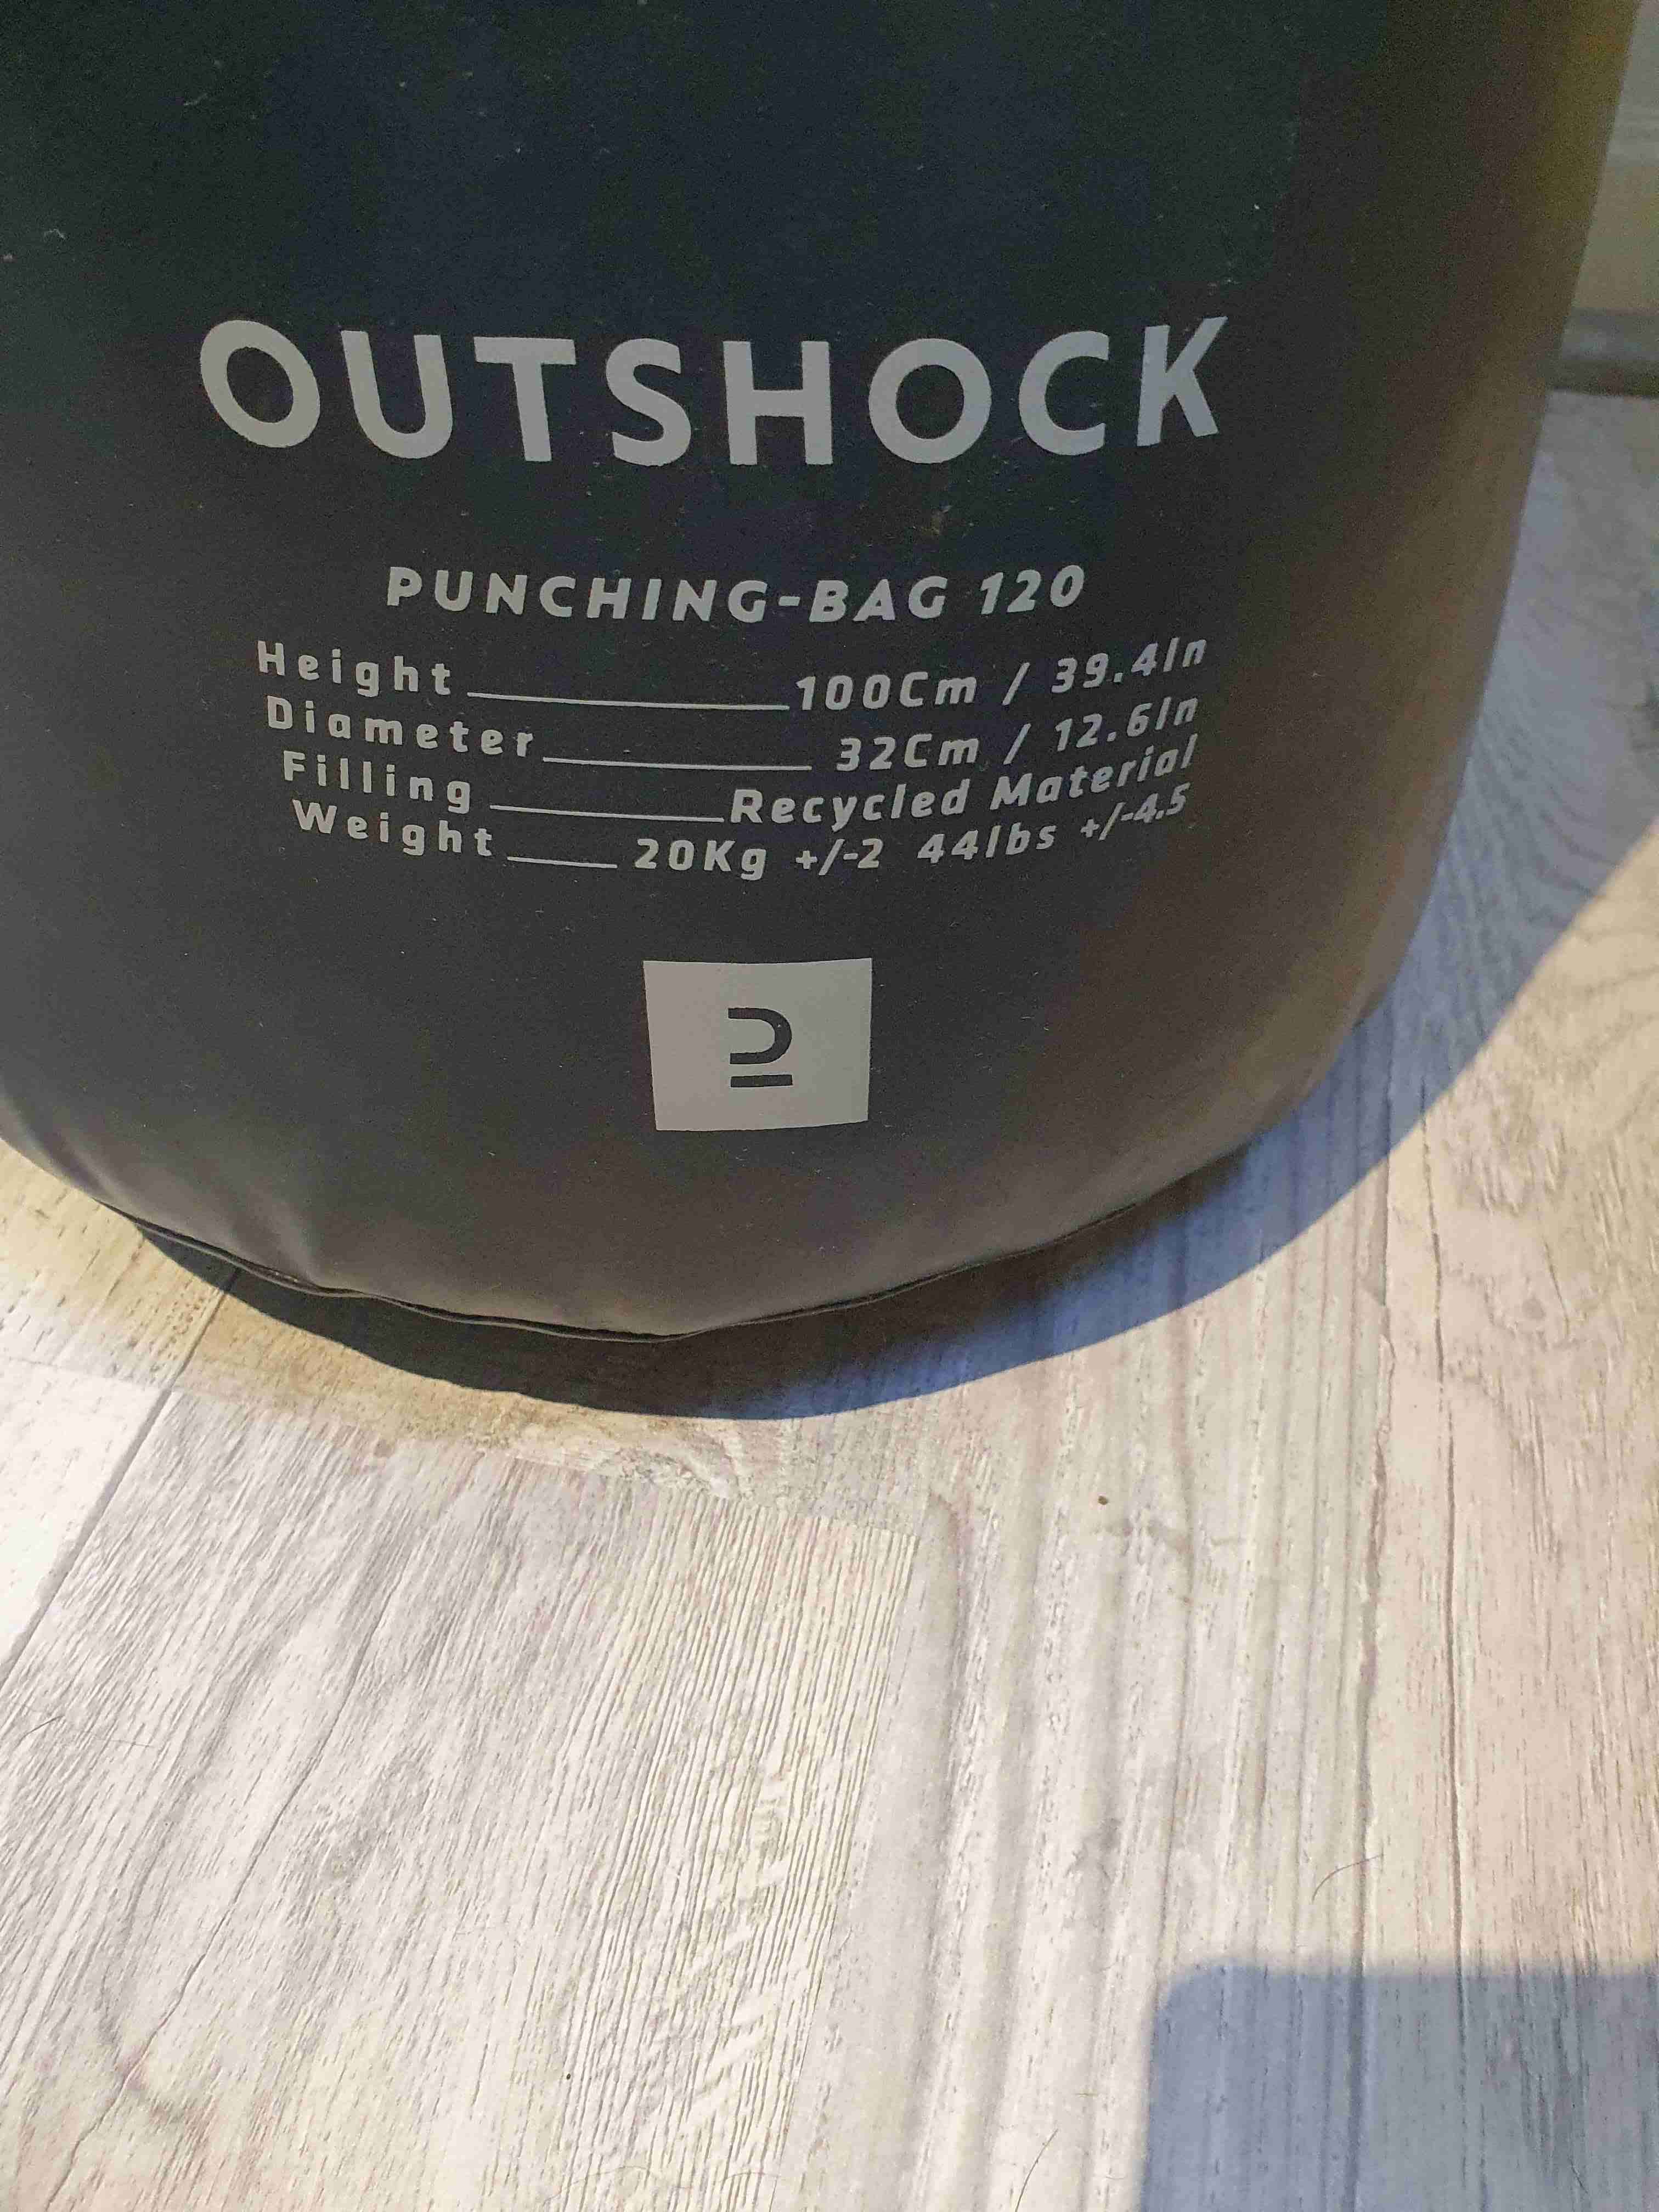 OUTSHOCK
PUNCHING-BAG 120
Height 100Cm / 39.4In
Diameter 32Cm / 12.6In
Filling Recycled Material
Weight 20Kg +/-2 44lbs +/-4.5